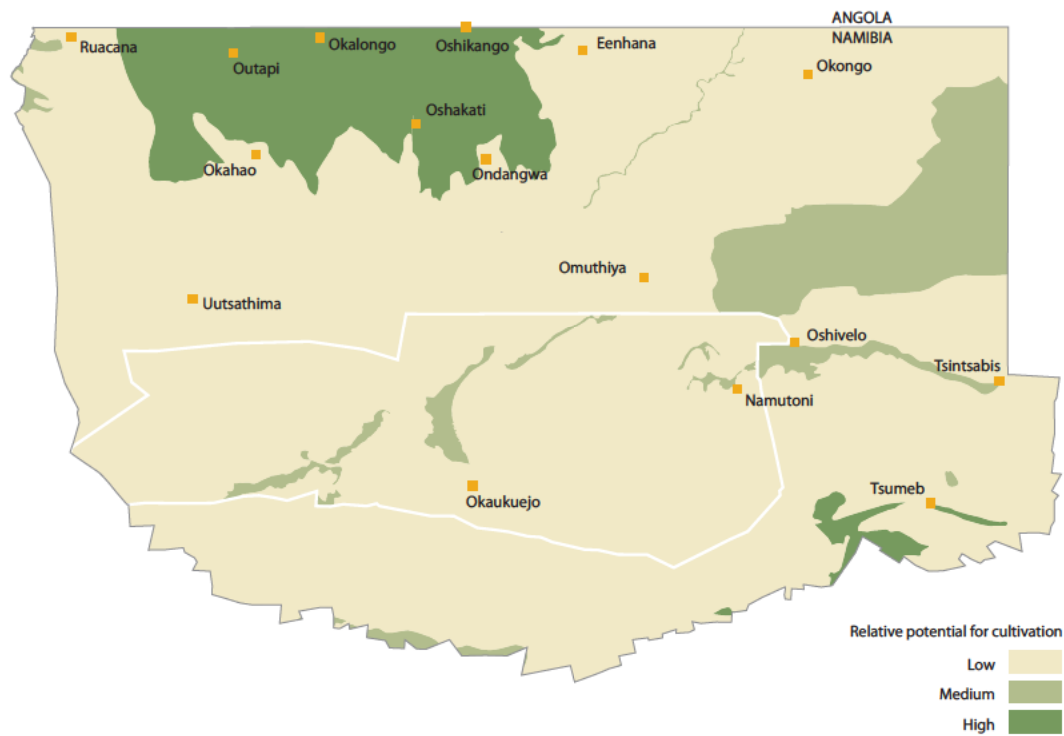 ANGOLA
NAMIBIA
Ruacana
Okalongo
Oshikango
Eenhana
Outapi
Okongo
Oshakati
Okahao
Ondangwa
Omuthiya
Uutsathima
Oshivelo
Tsintsabis
Namutoni
Okaukuejo
Tsumeb
Relative potential for cultivation
Low
Medium
High